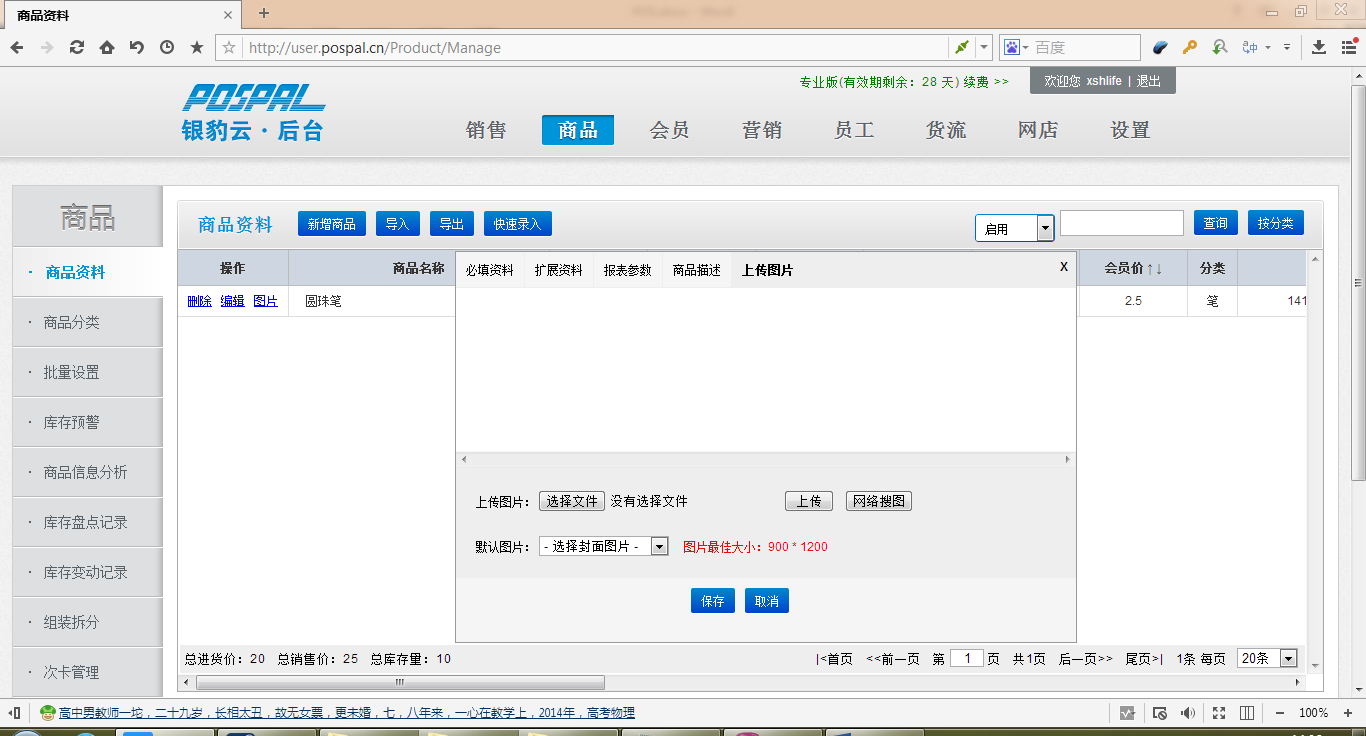 商品资料
http://user.pospal.cn/Product/Manage
百度
专业版(有效期剩余：28 天) 续费 >>
欢迎您 xshlife | 退出
POSPAL
银豹云·后台
销售 商品 会员 营销 员工 货流 网店 设置
商品
· 商品资料
· 商品分类
· 批量设置
· 库存预警
· 商品信息分析
· 库存盘点记录
· 库存变动记录
· 组装拆分
· 次卡管理
商品资料 新增商品 导入 导出 快速录入 启用 查询 按分类
操作 商品名称 会员价↑↓ 分类
删除 编辑 图片 圆珠笔 2.5 笔 141
必填资料 扩展资料 报表参数 商品描述 上传图片 X
上传图片： 选择文件 没有选择文件 上传 网络搜图
默认图片： - 选择封面图片 - 图片最佳大小：900 * 1200
保存 取消
总进货价：20 总销售价：25 总库存量：10 |<首页 <<前一页 第 1 页 共1页 后一页>> 尾页>| 1条 每页 20条
高中男教师一坨，二十九岁，长相太丑，故无女票，更未婚，七，八年来，一心在教学上，2014年，高考物理
100%